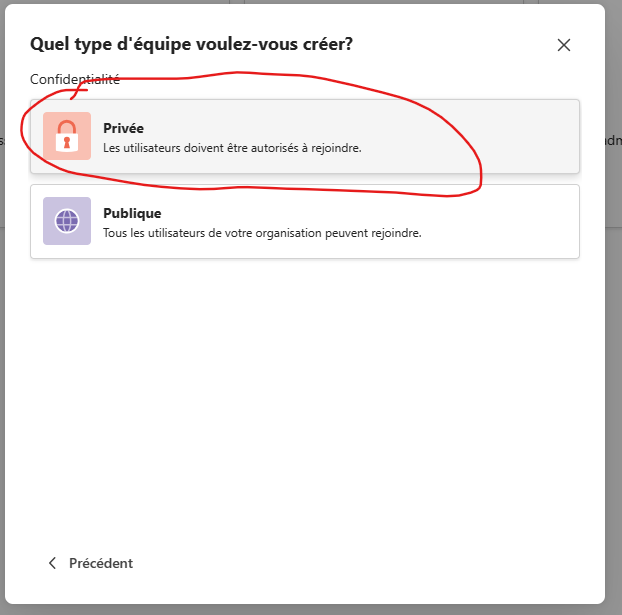 Quel type d'équipe voulez-vous créer?
Confidentialité
Privée
Les utilisateurs doivent être autorisés à rejoindre.
Publique
Tous les utilisateurs de votre organisation peuvent rejoindre.
Précédent